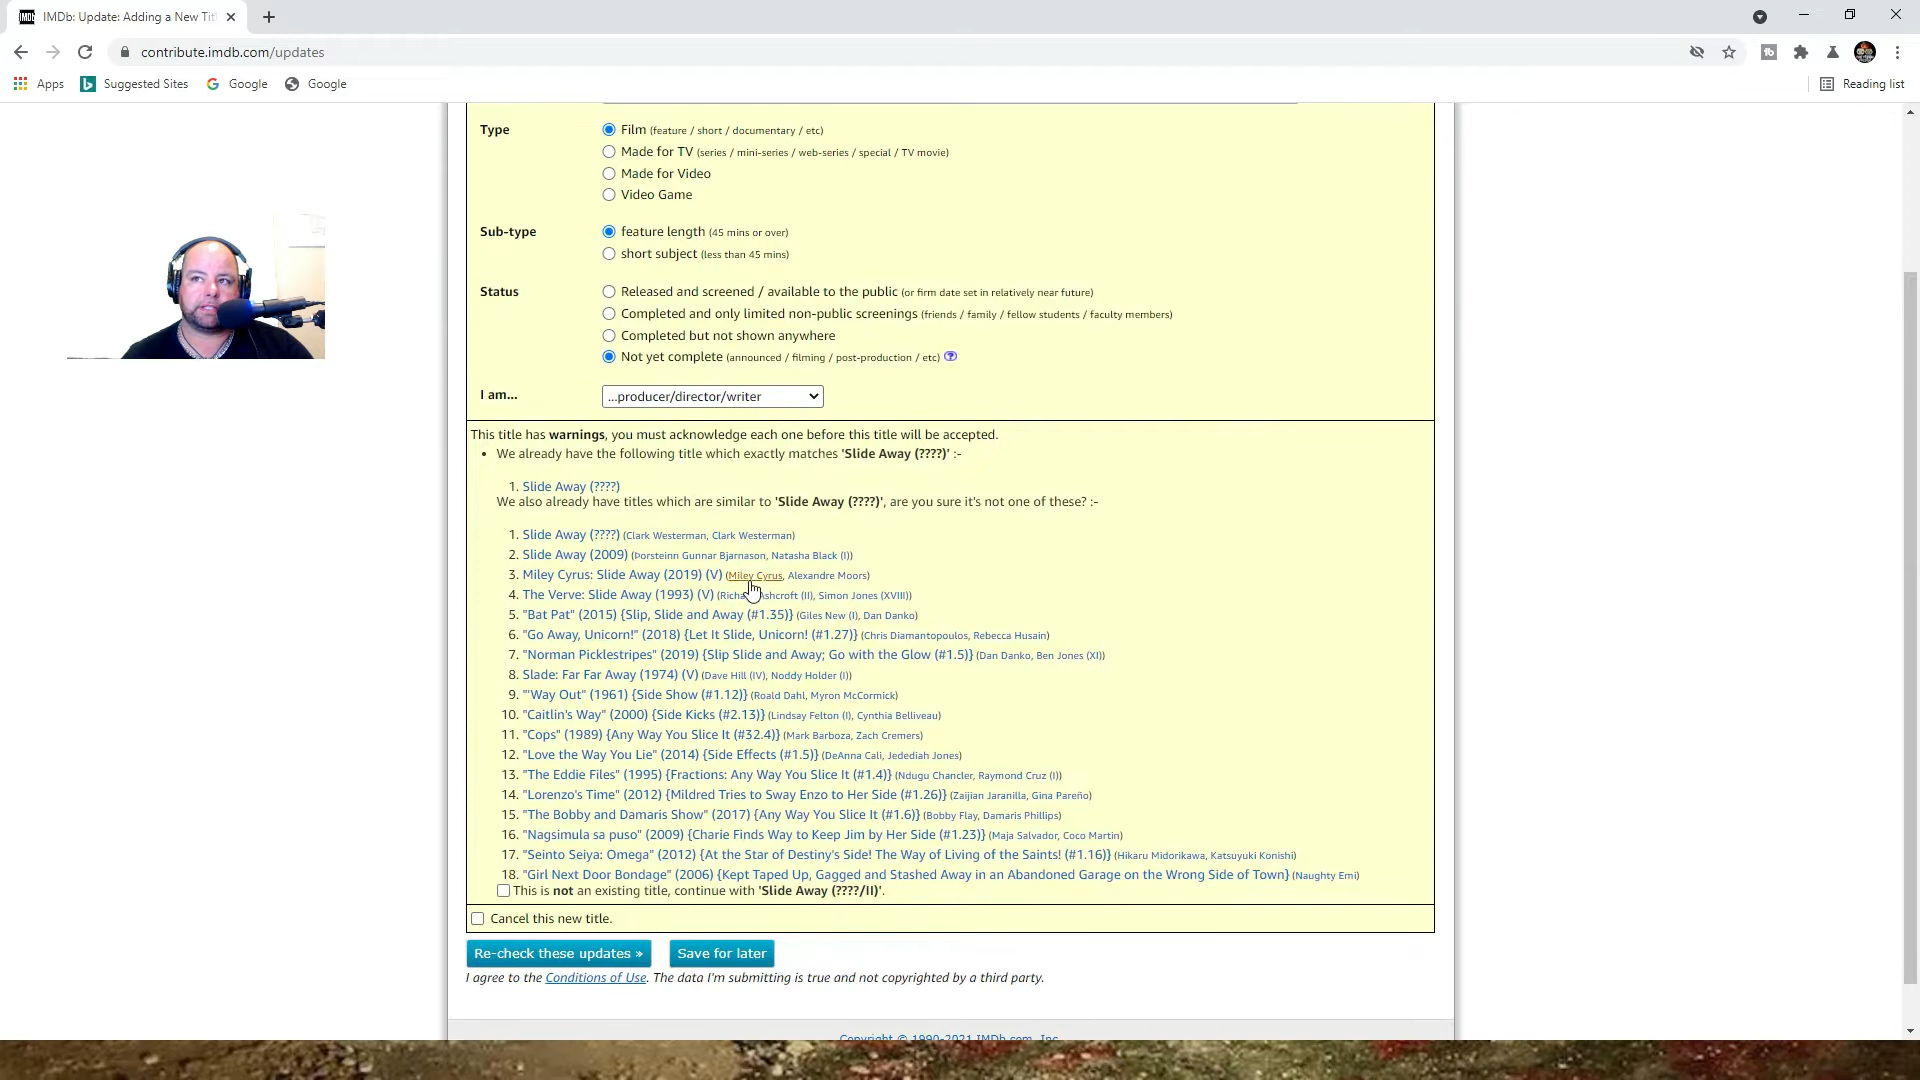 IMDb: Update: Adding a New Titl
contribute.imdb.com/updates
Apps
Suggested Sites
Google
Google
Reading list
Type
Film (feature / short / documentary / etc)
Made for TV (series / mini-series / web-series / special / TV movie)
Made for Video
Video Game
Sub-type
feature length (45 mins or over)
short subject (less than 45 mins)
Status
Released and screened / available to the public (or firm date set in relatively near future)
Completed and only limited non-public screenings (friends / family / fellow students / faculty members)
Completed but not shown anywhere
Not yet complete (announced / filming / post-production / etc) ?
I am...
...producer/director/writer
This title has warnings, you must acknowledge each one before this title will be accepted.
• We already have the following title which exactly matches 'Slide Away (????)' :-
1. Slide Away (????)
We also already have titles which are similar to 'Slide Away (????)', are you sure it's not one of these? :-
1. Slide Away (????) (Clark Westerman, Clark Westerman)
2. Slide Away (2009) (Þorsteinn Gunnar Bjarnason, Natasha Black (I))
3. Miley Cyrus: Slide Away (2019) (V) (Miley Cyrus, Alexandre Moors)
4. The Verve: Slide Away (1993) (V) (Richa shcroft (II), Simon Jones (XVIII))
5. "Bat Pat" (2015) {Slip, Slide and Away (#1.35)} (Giles New (I), Dan Danko)
6. "Go Away, Unicorn!" (2018) {Let It Slide, Unicorn! (#1.27)} (Chris Diamantopoulos, Rebecca Husain)
7. "Norman Picklestripes" (2019) {Slip Slide and Away; Go with the Glow (#1.5)} (Dan Danko, Ben Jones (XI))
8. Slade: Far Far Away (1974) (V) (Dave Hill (IV), Noddy Holder (I))
9. "'Way Out" (1961) {Side Show (#1.12)} (Roald Dahl, Myron McCormick)
10. "Caitlin's Way" (2000) {Side Kicks (#2.13)} (Lindsay Felton (I), Cynthia Belliveau)
11. "Cops" (1989) {Any Way You Slice It (#32.4)} (Mark Barboza, Zach Cremers)
12. "Love the Way You Lie" (2014) {Side Effects (#1.5)} (DeAnna Cali, Jedediah Jones)
13. "The Eddie Files" (1995) {Fractions: Any Way You Slice It (#1.4)} (Ndugu Chancler, Raymond Cruz (I))
14. "Lorenzo's Time" (2012) {Mildred Tries to Sway Enzo to Her Side (#1.26)} (Zaijian Jaranilla, Gina Pareño)
15. "The Bobby and Damaris Show" (2017) {Any Way You Slice It (#1.6)} (Bobby Flay, Damaris Phillips)
16. "Nagsimula sa puso" (2009) {Charie Finds Way to Keep Jim by Her Side (#1.23)} (Maja Salvador, Coco Martin)
17. "Seinto Seiya: Omega" (2012) {At the Star of Destiny's Side! The Way of Living of the Saints! (#1.16)} (Hikaru Midorikawa, Katsuyuki Konishi)
18. "Girl Next Door Bondage" (2006) {Kept Taped Up, Gagged and Stashed Away in an Abandoned Garage on the Wrong Side of Town} (Naughty Emi)
This is not an existing title, continue with 'Slide Away (????/II)'.
Cancel this new title.
Re-check these updates » Save for later
I agree to the Conditions of Use. The data I'm submitting is true and not copyrighted by a third party.
Copyright © 1990-2021 IMDb.com, Inc.